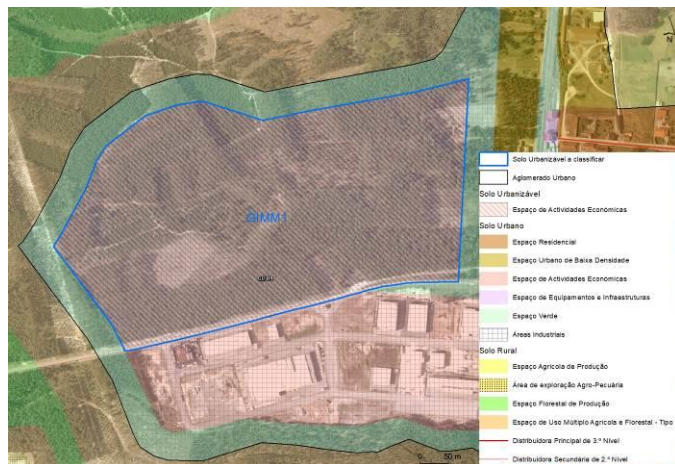 N
Solo Urbanizável a classificar
Aglomerado Urbano
Solo Urbanizável
Espaço de Actividades Económicas
Solo Urbano
Espaço Residencial
Espaço Urbano de Baixa Densidade
Espaço de Actividades Económicas
Espaço de Equipamentos e Infraestruturas
Espaço Verde
Áreas Industriais
Solo Rural
Espaço Agrícola de Produção
Área de exploração Agro-Pecuária
Espaço Florestal de Produção
Espaço de Uso Múltiplo Agrícola e Florestal - Tipo
Distribuidora Principal de 3.º Nível
Distribuidora Secundária de 2.º Nível
GIMM1
0 50 m